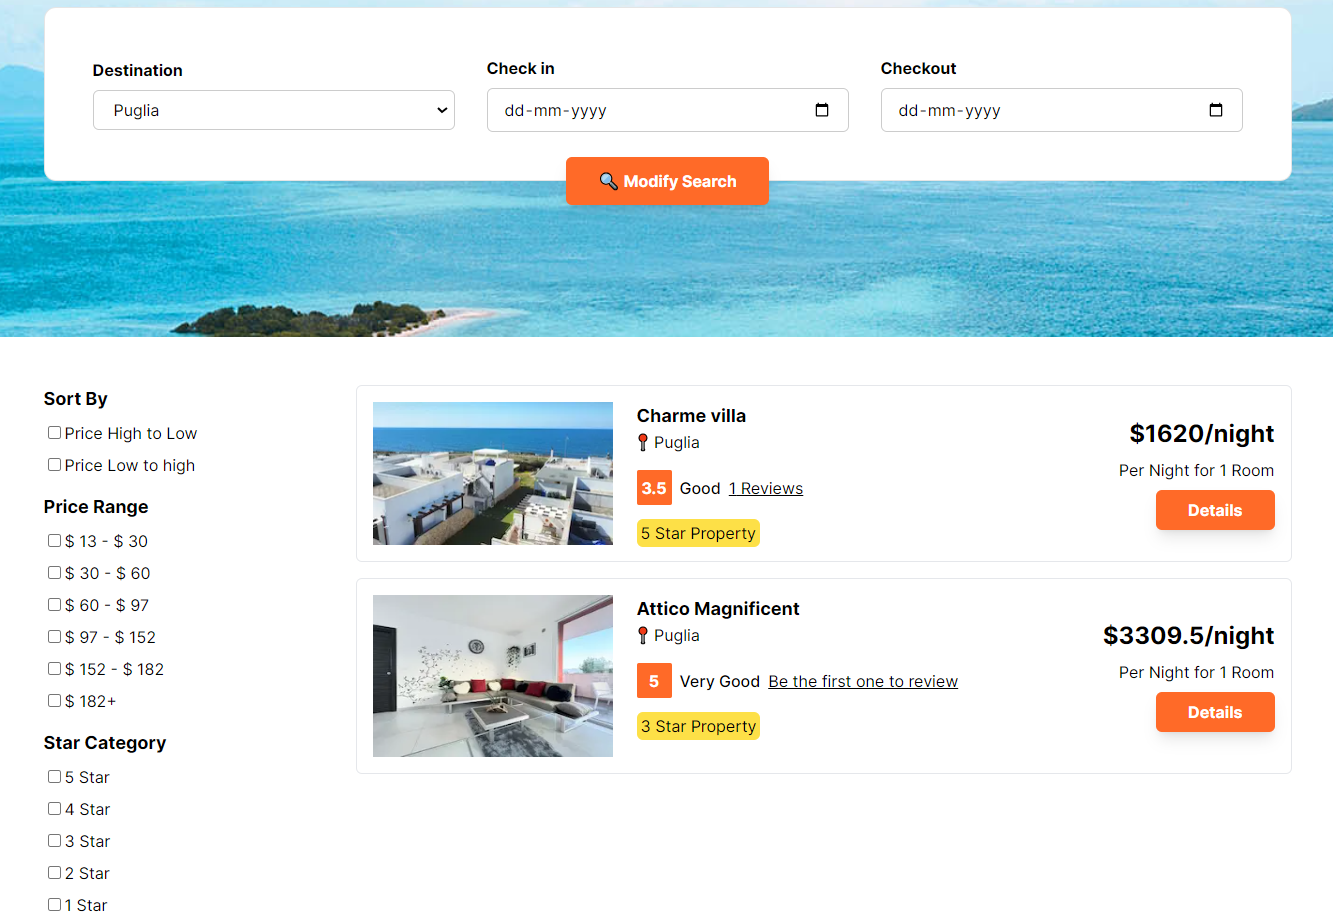 Destination
Check in
Checkout
Puglia
dd-mm-yyyy
dd-mm-yyyy
🔍 Modify Search
Sort By
Price High to Low
Price Low to high
Price Range
$ 13 - $ 30
$ 30 - $ 60
$ 60 - $ 97
$ 97 - $ 152
$ 152 - $ 182
$ 182+
Star Category
5 Star
4 Star
3 Star
2 Star
1 Star
Charme villa
📍 Puglia
3.5 Good 1 Reviews
5 Star Property
$1620/night
Per Night for 1 Room
Details
Attico Magnificent
📍 Puglia
5 Very Good Be the first one to review
3 Star Property
$3309.5/night
Per Night for 1 Room
Details